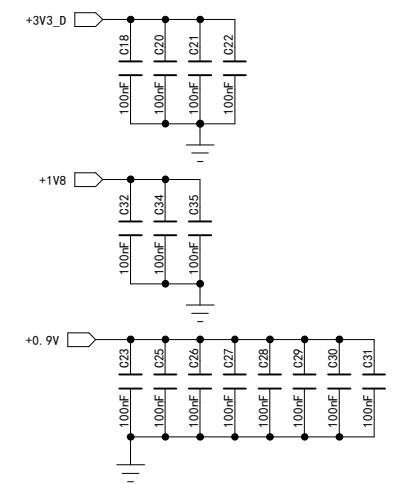 +3V3_D
C18
C20
C21
C22
100nF
100nF
100nF
100nF
+1V8
C32
C34
C35
100nF
100nF
100nF
+0.9V
C23
C25
C26
C27
C28
C29
C30
C31
100nF
100nF
100nF
100nF
100nF
100nF
100nF
100nF